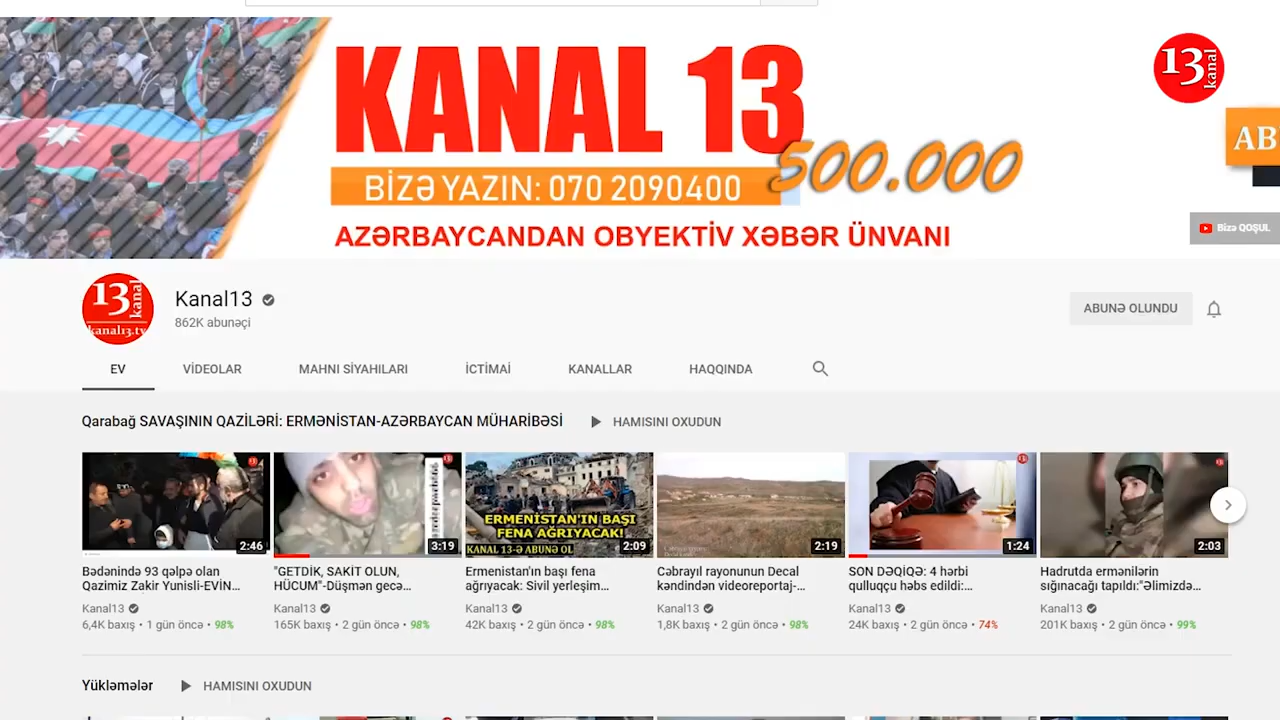 KANAL 13
500.000
BİZƏ YAZIN: 070 2090400
AZƏRBAYCANDAN OBYEKTİV XƏBƏR ÜNVANI
13 kanal
AB
Bizə QOŞUL
13 kanal
kanal13.tv
Kanal13
862K abunəçi
ABUNƏ OLUNDU
EV VİDEOLAR MAHNI SİYAHILARI İCTİMAİ KANALLAR HAQQINDA
Qarabağ SAVAŞININ QAZİLƏRİ: ERMƏNİSTAN-AZƏRBAYCAN MÜHARİBƏSİ HAMISINI OXUDUN
2:46
3:19
ERMENİSTAN'IN BAŞI
FENA AĞRIYACAK!
KANAL 13-Ə ABUNƏ OL
2:09
2:19
1:24
2:03
Bədənində 93 qəlpə olan
Qazimiz Zakir Yunisli-EVİN...
Kanal13
6,4K baxış • 1 gün öncə • 98%
"GETDİK, SAKİT OLUN,
HÜCUM"-Düşmən gecə...
Kanal13
165K baxış • 2 gün öncə • 98%
Ermenistan'ın başı fena
ağrıyacak: Sivil yerleşim...
Kanal13
42K baxış • 2 gün öncə • 98%
Cəbrayıl rayonunun Decal
kəndindən videoreportaj-...
Kanal13
1,8K baxış • 2 gün öncə • 98%
SON DƏQİQƏ: 4 hərbi
qulluqçu həbs edildi:...
Kanal13
24K baxış • 2 gün öncə • 74%
Hadrutda ermənilərin
sığınacağı tapıldı:"Əlimizdə...
Kanal13
201K baxış • 2 gün öncə • 99%
Yükləmələr HAMISINI OXUDUN